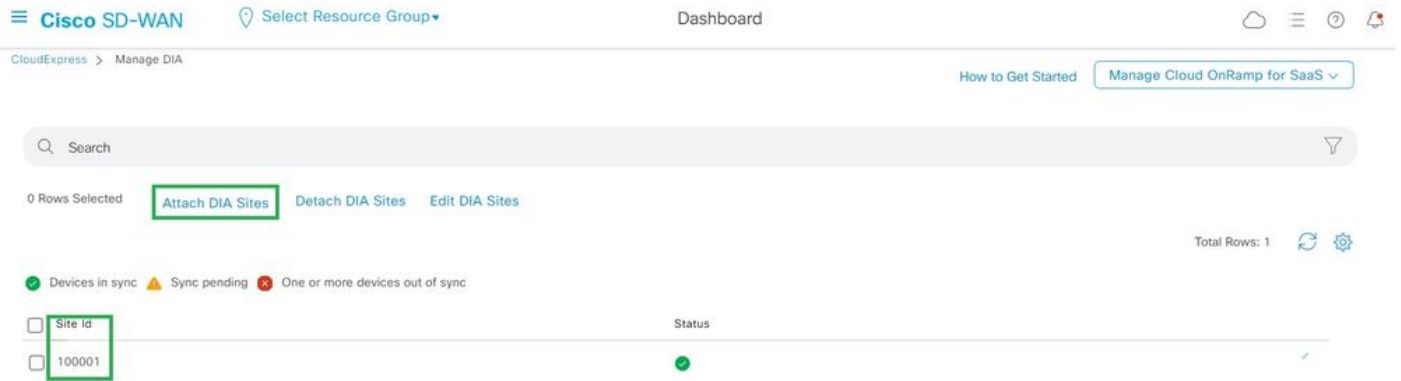 Cisco SD-WAN
Select Resource Group
Dashboard
CloudExpress > Manage DIA
How to Get Started
Manage Cloud OnRamp for SaaS
Search
0 Rows Selected
Attach DIA Sites
Detach DIA Sites
Edit DIA Sites
Total Rows: 1
Devices in sync
Sync pending
One or more devices out of sync
Site Id
Status
100001